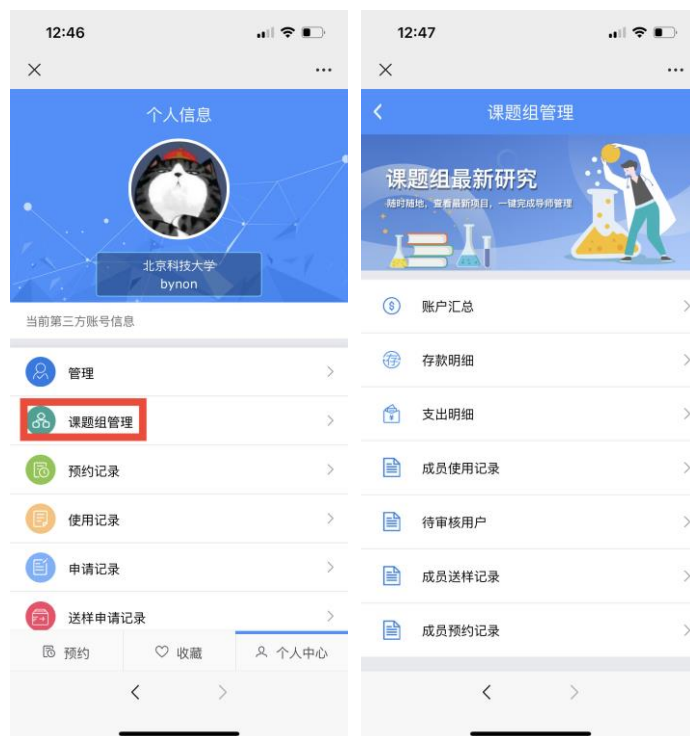 12:46
个人信息
北京科技大学
bynon
当前第三方账号信息
管理
课题组管理
预约记录
使用记录
申请记录
送样申请记录
预约
收藏
个人中心
12:47
课题组管理
课题组最新研究
随时随地，查看最新项目，一键完成导师管理
账户汇总
存款明细
支出明细
成员使用记录
待审核用户
成员送样记录
成员预约记录